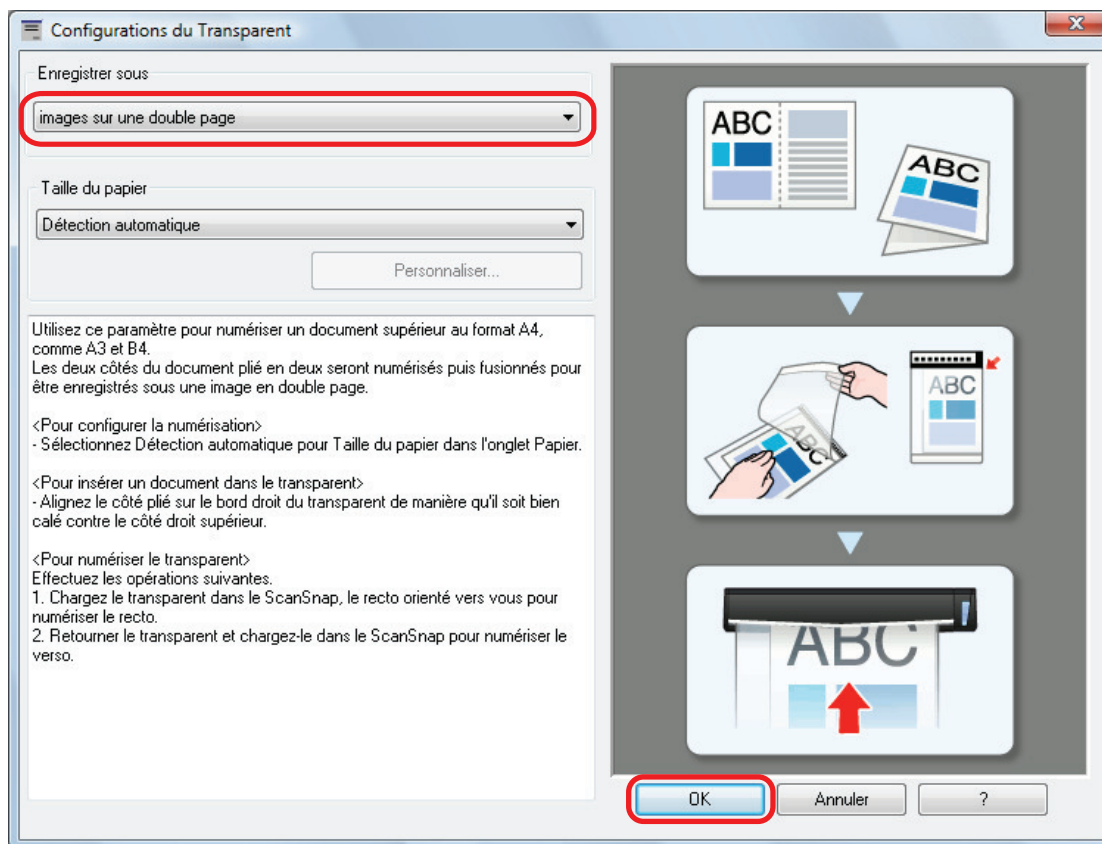 Configurations du Transparent
X
Enregistrer sous
images sur une double page
Taille du papier
Détection automatique
Personnaliser...
Utilisez ce paramètre pour numériser un document supérieur au format A4,
comme A3 et B4.
Les deux côtés du document plié en deux seront numérisés puis fusionnés pour
être enregistrés sous une image en double page.
<Pour configurer la numérisation>
- Sélectionnez Détection automatique pour Taille du papier dans l'onglet Papier.
<Pour insérer un document dans le transparent>
- Alignez le côté plié sur le bord droit du transparent de manière qu'il soit bien
calé contre le côté droit supérieur.
<Pour numériser le transparent>
Effectuez les opérations suivantes.
1. Chargez le transparent dans le ScanSnap, le recto orienté vers vous pour
numériser le recto.
2. Retourner le transparent et chargez-le dans le ScanSnap pour numériser le
verso.
ABC
ABC
ABC
ABC
ABC
OK
Annuler
?